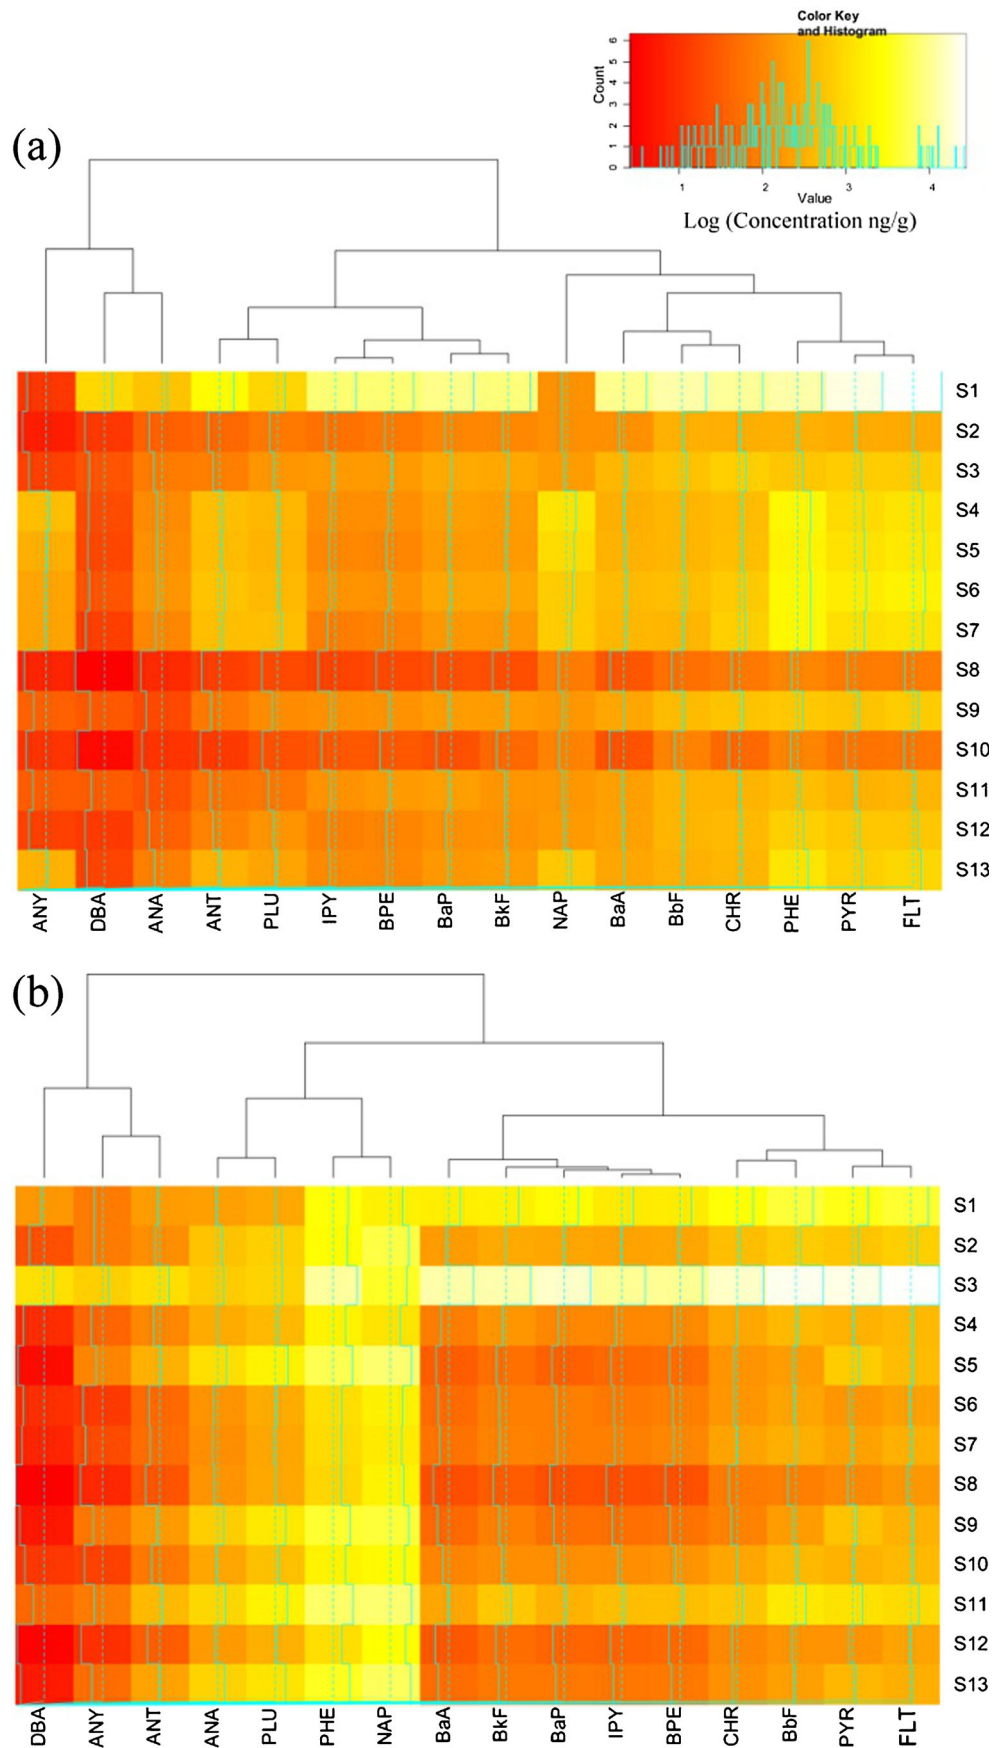 Color Key
and Histogram
Count
0 1 2 3 4 5 6
1 2 3 4
Value
Log (Concentration ng/g)
(a)
S1
S2
S3
S4
S5
S6
S7
S8
S9
S10
S11
S12
S13
ANY DBA ANA ANT PLU IPY BPE BaP BkF NAP BaA BbF CHR PHE PYR FLT
(b)
S1
S2
S3
S4
S5
S6
S7
S8
S9
S10
S11
S12
S13
DBA ANY ANT ANA PLU PHE NAP BaA BkF BaP IPY BPE CHR BbF PYR FLT